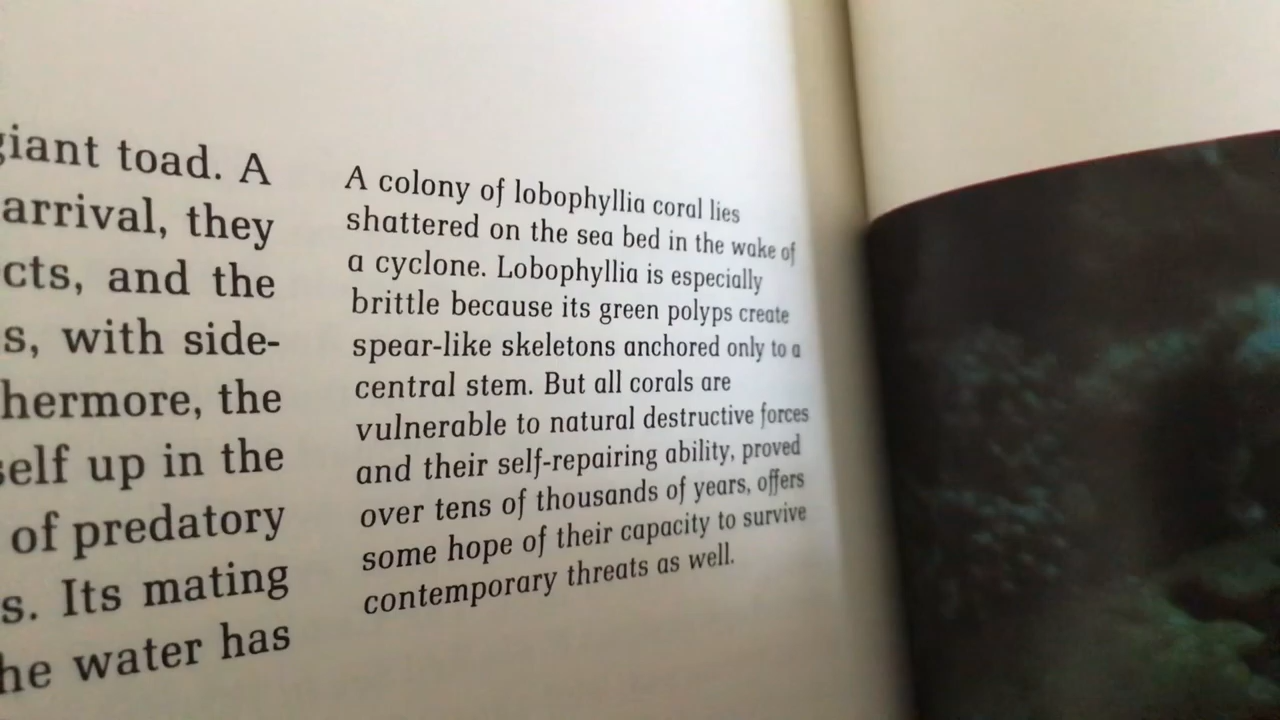 giant toad. A
arrival, they
cts, and the
s, with side-
hermore, the
self up in the
of predatory
s. Its mating
he water has
A colony of lobophyllia coral lies
shattered on the sea bed in the wake of
a cyclone. Lobophyllia is especially
brittle because its green polyps create
spear-like skeletons anchored only to a
central stem. But all corals are
vulnerable to natural destructive forces
and their self-repairing ability, proved
over tens of thousands of years, offers
some hope of their capacity to survive
contemporary threats as well.